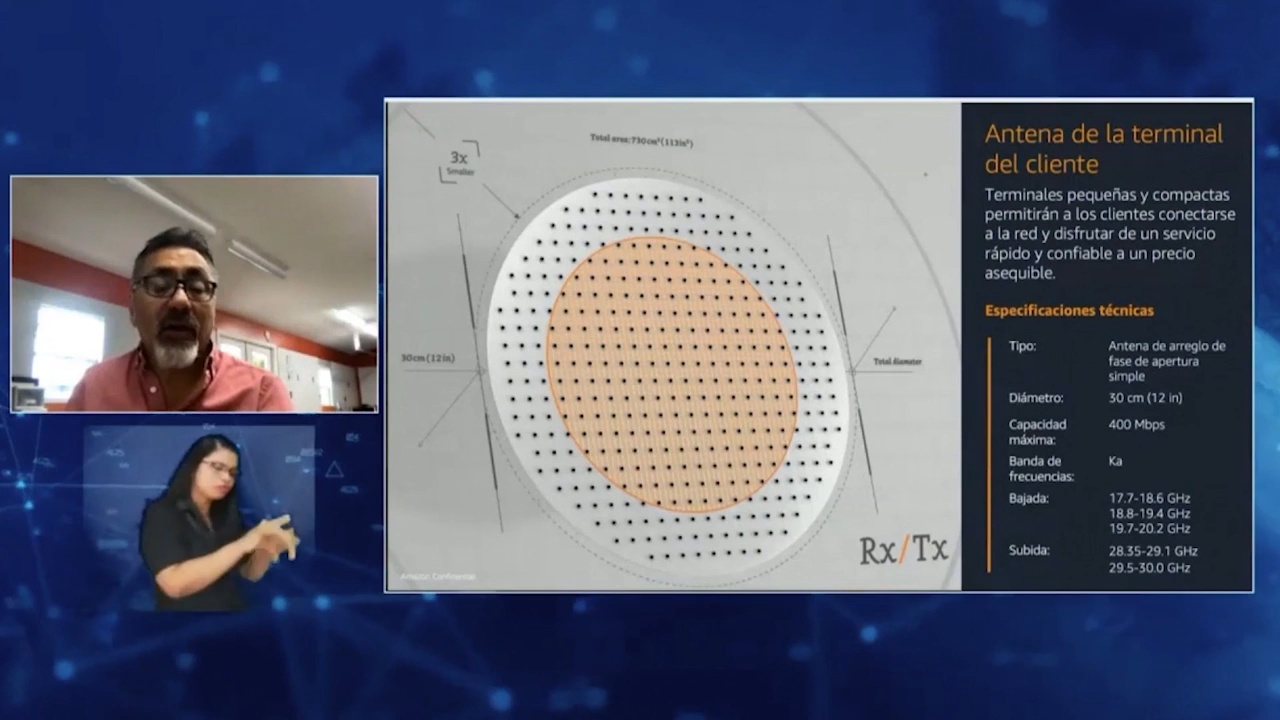 3x
Smaller
Total area: 730 cm² (113in²)
30cm (12 in)
Total diameter
Rx/Tx
Amazon Confidential
Antena de la terminal
del cliente
Terminales pequeñas y compactas
permitirán a los clientes conectarse
a la red y disfrutar de un servicio
rápido y confiable a un precio
asequible.
Especificaciones técnicas
Tipo: Antena de arreglo de
fase de apertura
simple
Diámetro: 30 cm (12 in)
Capacidad 400 Mbps
máxima:
Banda de Ka
frecuencias:
Bajada: 17.7-18.6 GHz
18.8-19.4 GHz
19.7-20.2 GHz
Subida: 28.35-29.1 GHz
29.5-30.0 GHz